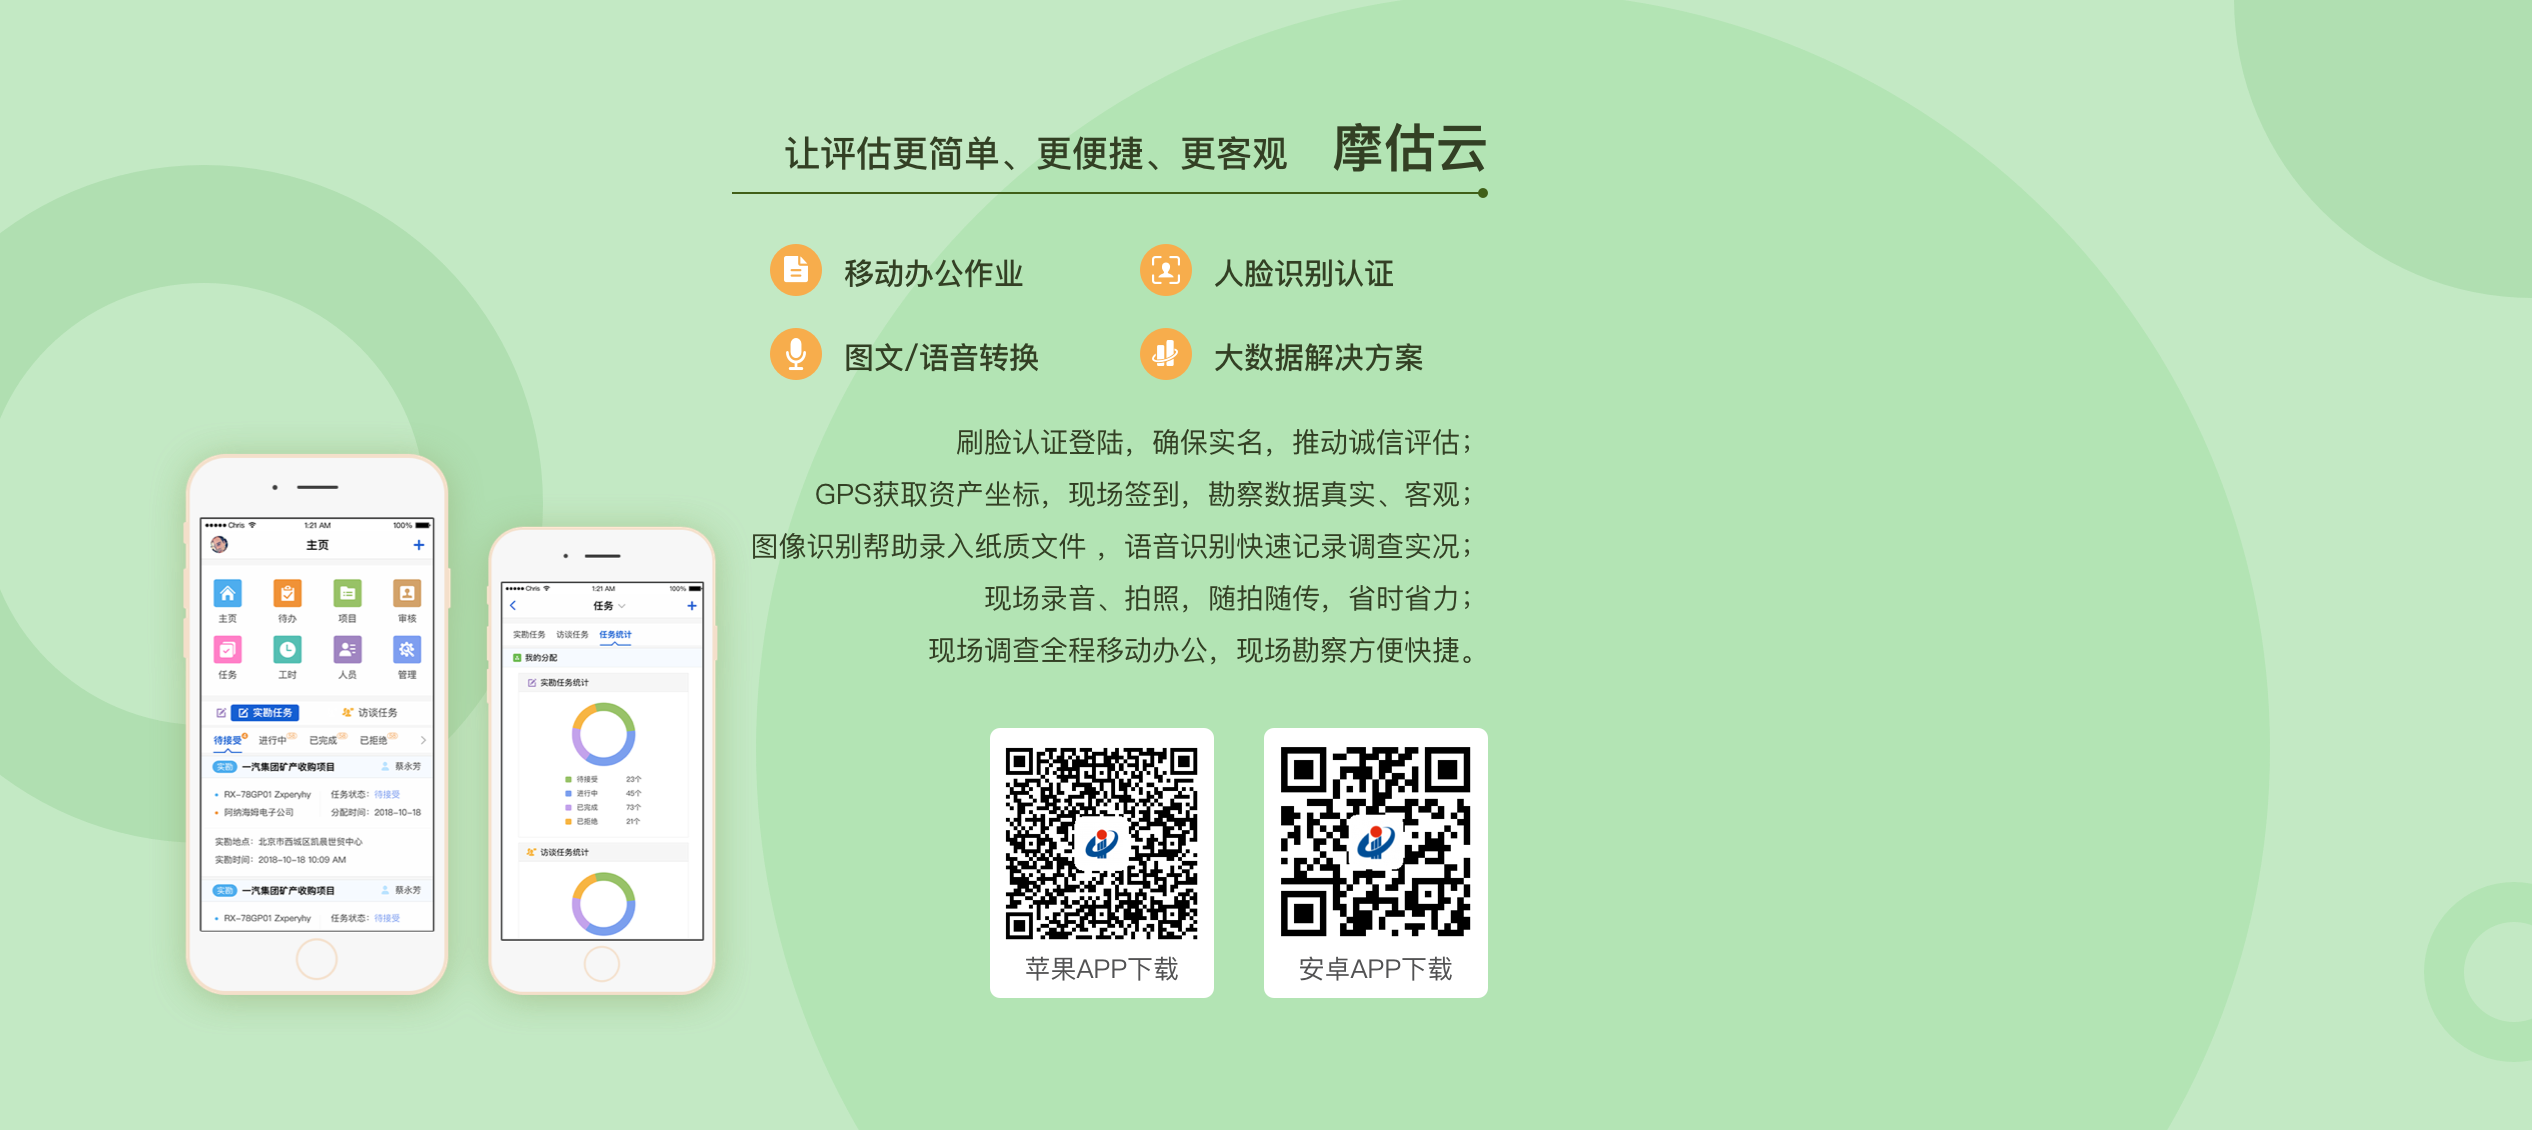 让评估更简单、更便捷、更客观 摩估云
移动办公作业
人脸识别认证
图文/语音转换
大数据解决方案
刷脸认证登陆，确保实名，推动诚信评估；
GPS获取资产坐标，现场签到，勘察数据真实、客观；
图像识别帮助录入纸质文件 ，语音识别快速记录调查实况；
现场录音、拍照，随拍随传，省时省力；
现场调查全程移动办公，现场勘察方便快捷。
苹果APP下载
安卓APP下载
Chris 1:21 AM 100%
主页
主页 待办 项目 审核
任务 工时 人员 管理
实勘任务 访谈任务
待接受 进行中 已完成 已拒绝
实勘 一汽集团矿产收购项目 蔡永芳
RX-78GP01 Zxperyhy 任务状态：待接受
阿纳海姆电子公司 分配时间：2018-10-18
实勘地点：北京市西城区凯晨世贸中心
实勘时间：2018-10-18 10:09 AM
实勘 一汽集团矿产收购项目 蔡永芳
RX-78GP01 Zxperyhy 任务状态：待接受
Chris 1:21 AM 100%
任务
实勘任务 访谈任务 任务统计
我的分配
实勘任务统计
待接受 23个
进行中 45个
已完成 73个
已拒绝 21个
访谈任务统计